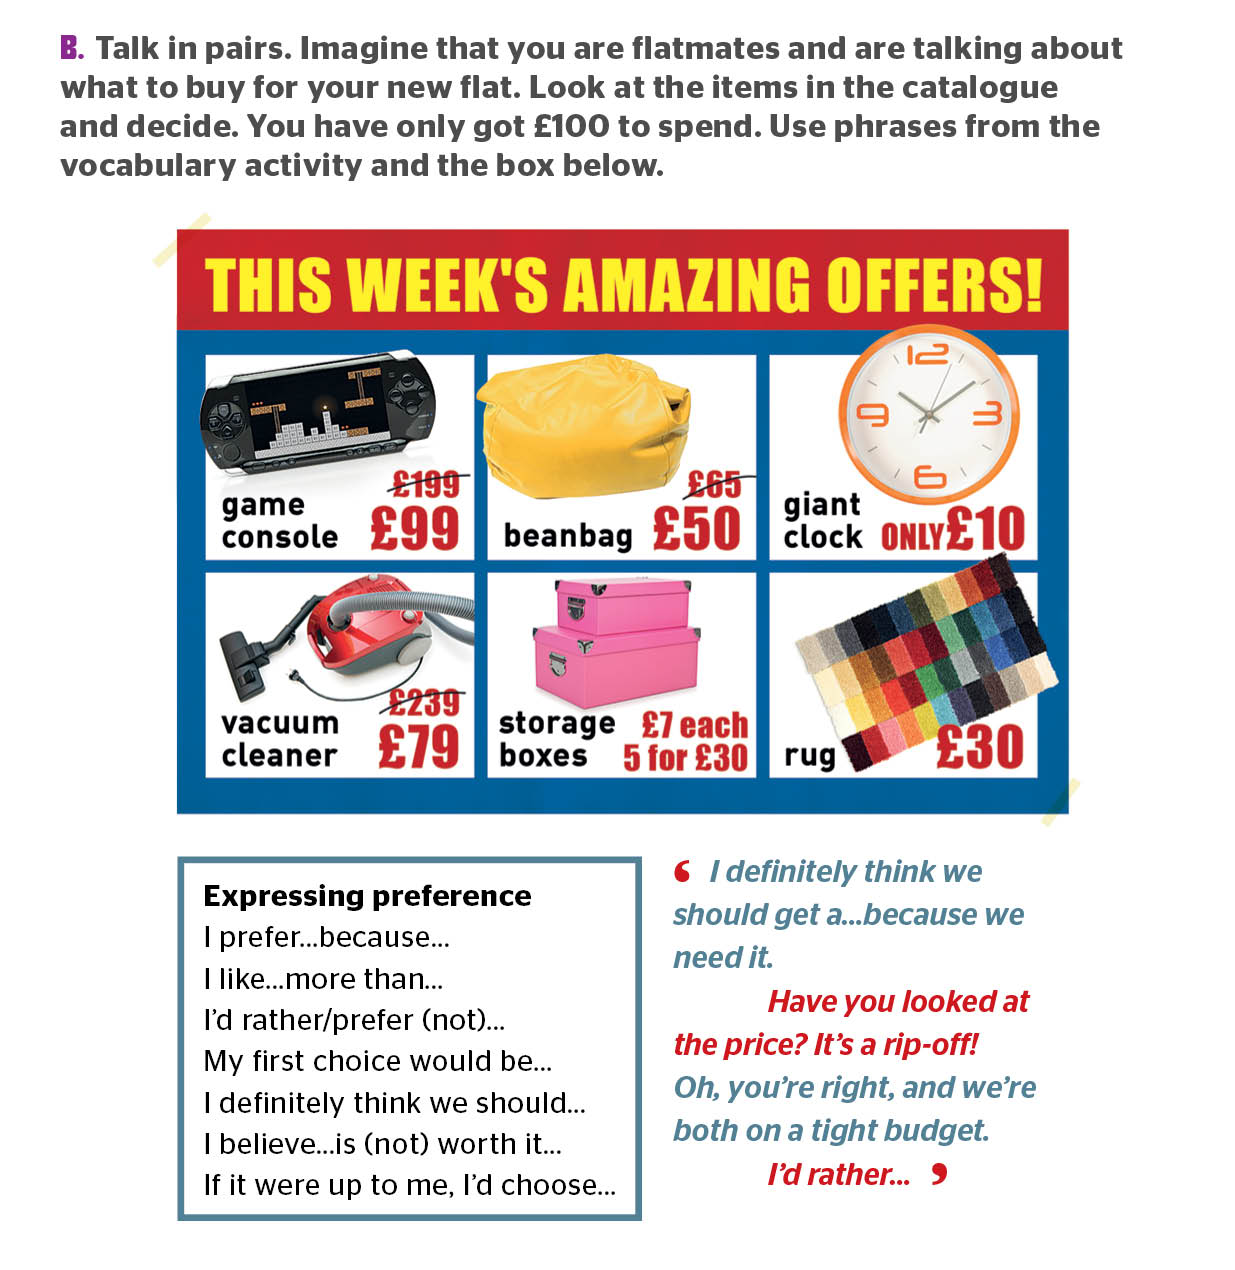 B. Talk in pairs. Imagine that you are flatmates and are talking about
what to buy for your new flat. Look at the items in the catalogue
and decide. You have only got £100 to spend. Use phrases from the
vocabulary activity and the box below.
THIS WEEK'S AMAZING OFFERS!
game
console
£199
£99
beanbag
£65
£50
12
3
6
9
giant
clock
ONLY £10
vacuum
cleaner
£239
£79
storage
boxes
£7 each
5 for £30
rug
£30
Expressing preference
I prefer...because...
I like...more than...
I'd rather/prefer (not)...
My first choice would be...
I definitely think we should...
I believe...is (not) worth it...
If it were up to me, I'd choose...
‘ I definitely think we
should get a...because we
need it.
Have you looked at
the price? It's a rip-off!
Oh, you're right, and we're
both on a tight budget.
I'd rather... ’